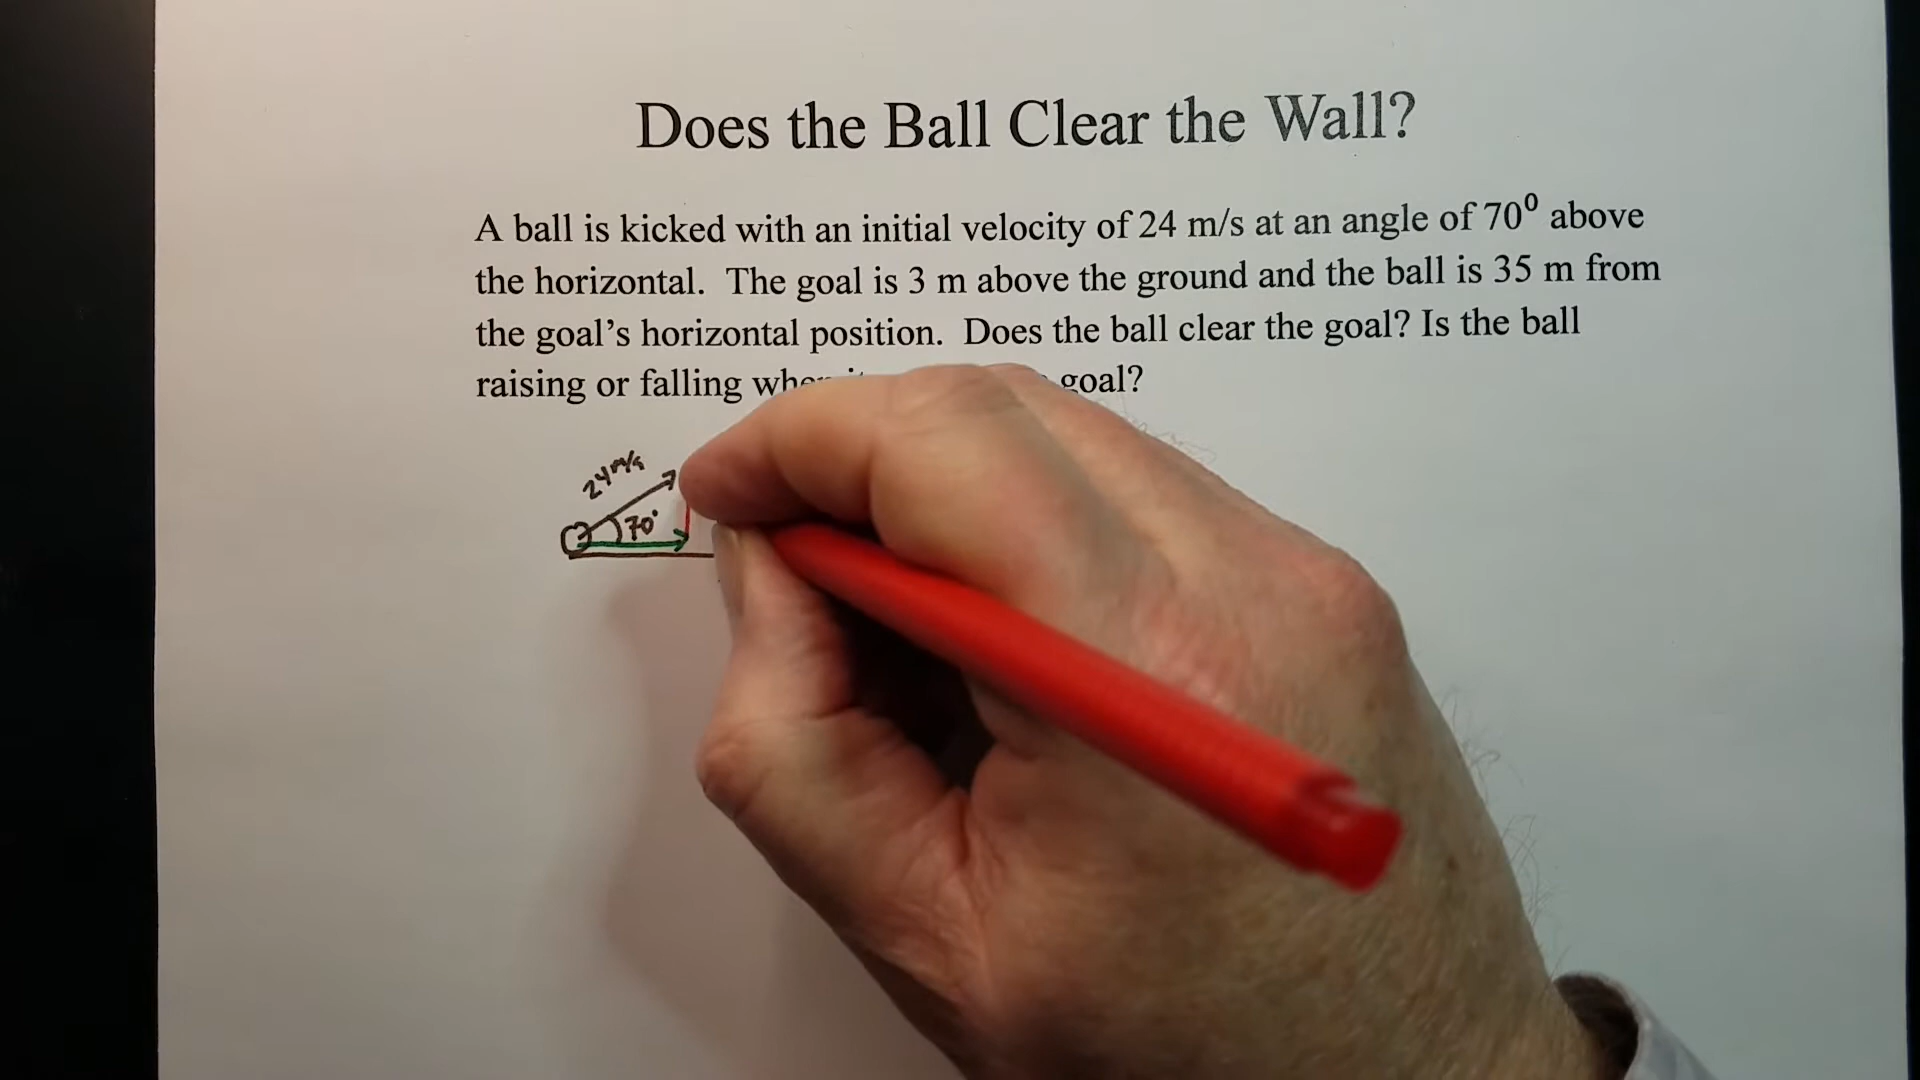 Does the Ball Clear the Wall?
A ball is kicked with an initial velocity of 24 m/s at an angle of 70⁰ above
the horizontal.  The goal is 3 m above the ground and the ball is 35 m from
the goal’s horizontal position.  Does the ball clear the goal? Is the ball
raising or falling goal?
24 m/s
70°